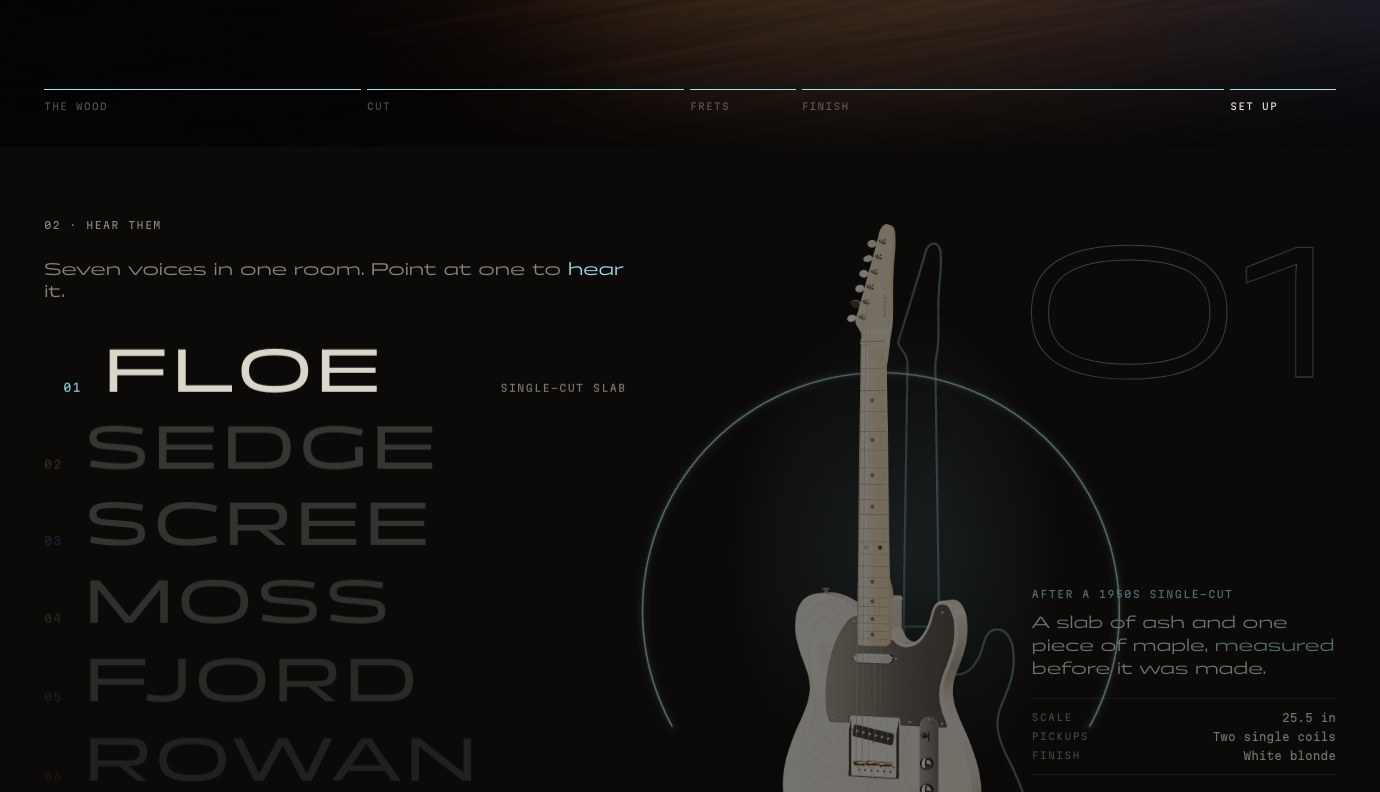 THE WOOD
CUT
FRETS
FINISH
SET UP
02 · HEAR THEM
Seven voices in one room. Point at one to hear
it.
01 FLOE SINGLE-CUT SLAB
02 SEDGE
03 SCREE
04 MOSS
05 FJORD
06 ROWAN
01
AFTER A 1950S SINGLE-CUT
A slab of ash and one
piece of maple, measured
before it was made.
SCALE 25.5 in
PICKUPS Two single coils
FINISH White blonde